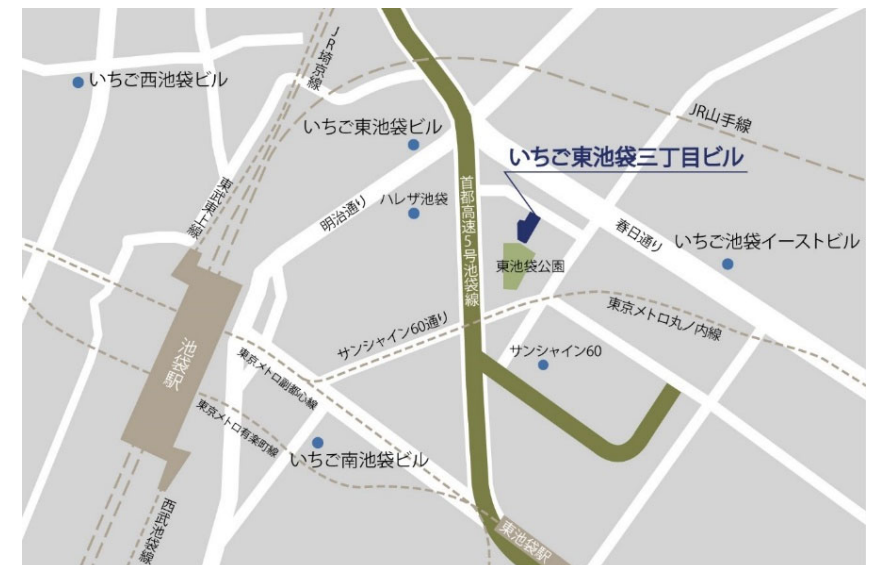 JR埼京線
いちご西池袋ビル
JR山手線
いちご東池袋ビル
いちご東池袋三丁目ビル
東武東上線
明治通り
ハレザ池袋
首都高速5号池袋線
春日通り
いちご池袋イーストビル
東池袋公園
東京メトロ丸ノ内線
サンシャイン60通り
サンシャイン60
池袋駅
東京メトロ副都心線
東京メトロ有楽町線
いちご南池袋ビル
西武池袋線
東池袋駅